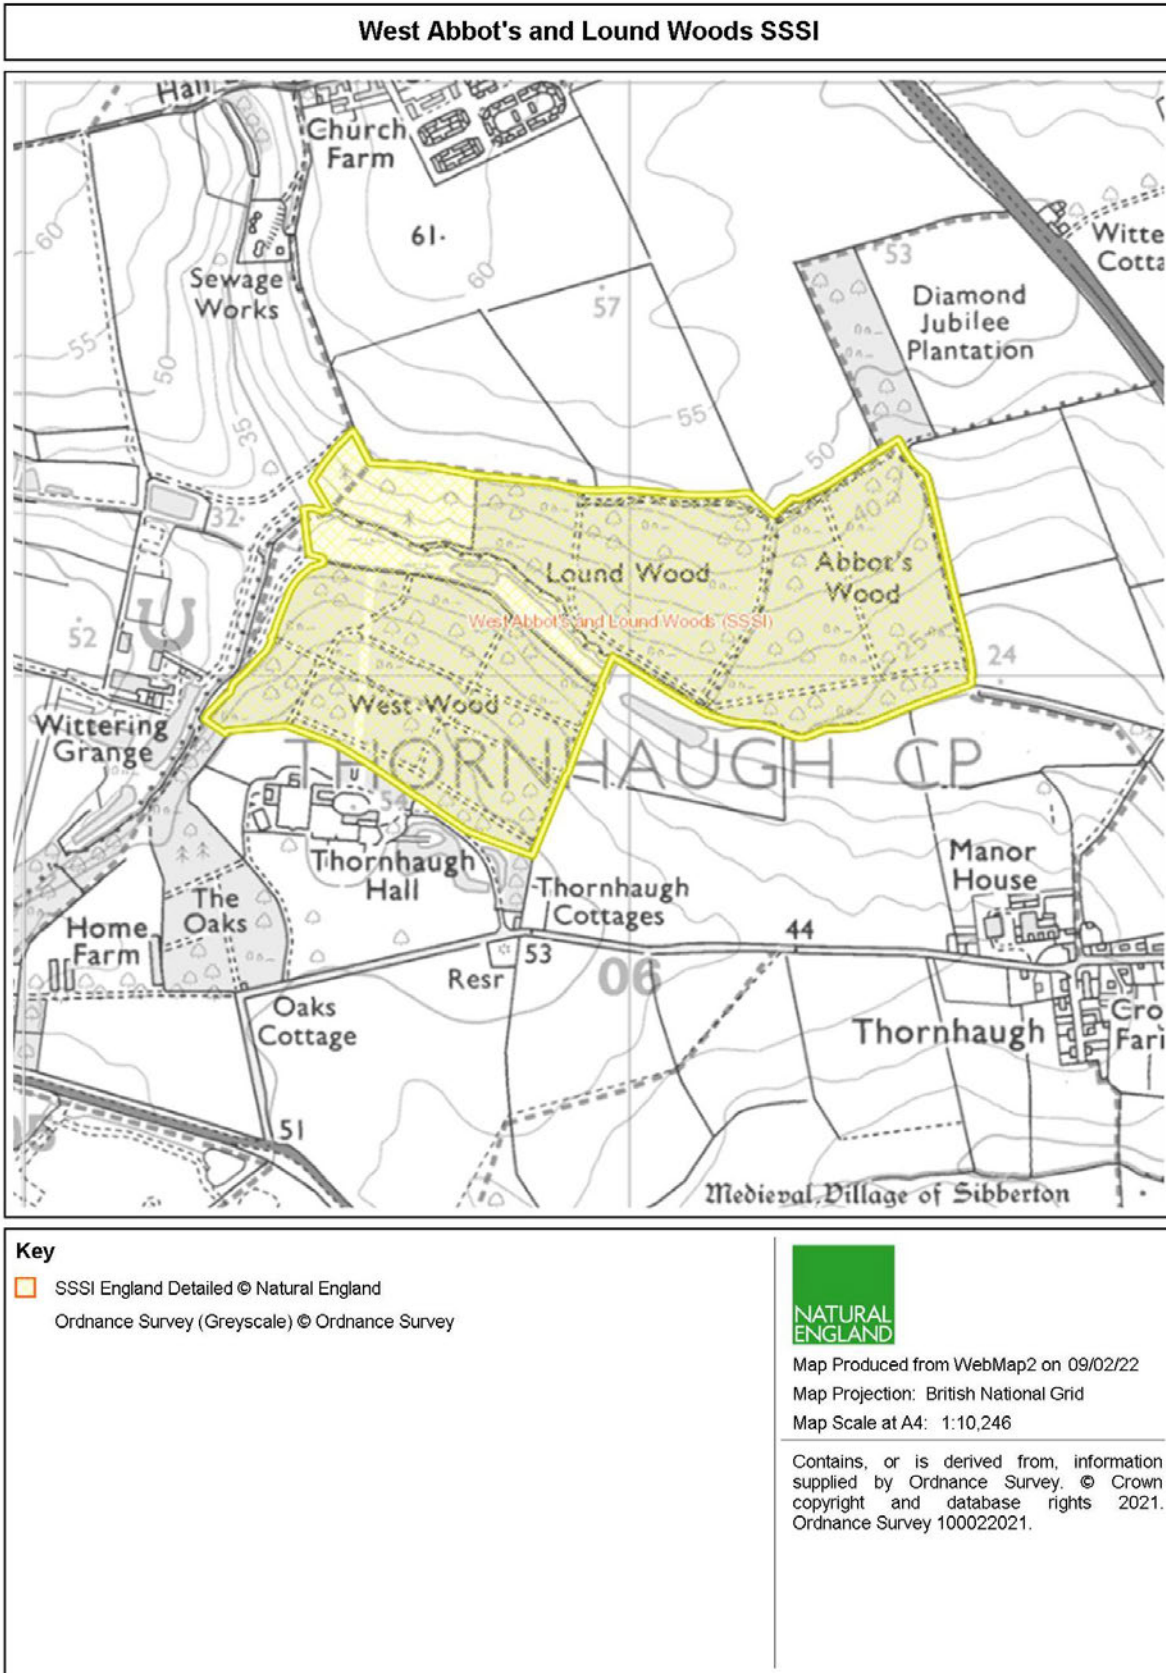 West Abbot's and Lound Woods SSSI
Hall
Church
Farm
61
60
60
Sewage
Works
57
53
Witte
Cotta
Diamond
Jubilee
Plantation
55
50
55
35
50
32
40
Lound Wood
Abbot's
Wood
West Abbot's and Lound Woods (SSSI)
52
25
24
West Wood
Wittering
Grange
THORNHAUGH CP
54
Thornhaugh
Hall
Manor
House
Thornhaugh
Cottages
The
Oaks
Home
Farm
44
53
Resr
06
Oaks
Cottage
Thornhaugh
Cro
Far
51
Medieval Village of Sibberton
Key
SSSI England Detailed © Natural England
Ordnance Survey (Greyscale) © Ordnance Survey
NATURAL
ENGLAND
Map Produced from WebMap2 on 09/02/22
Map Projection: British National Grid
Map Scale at A4: 1:10,246
Contains, or is derived from, information
supplied by Ordnance Survey. © Crown
copyright and database rights 2021.
Ordnance Survey 100022021.